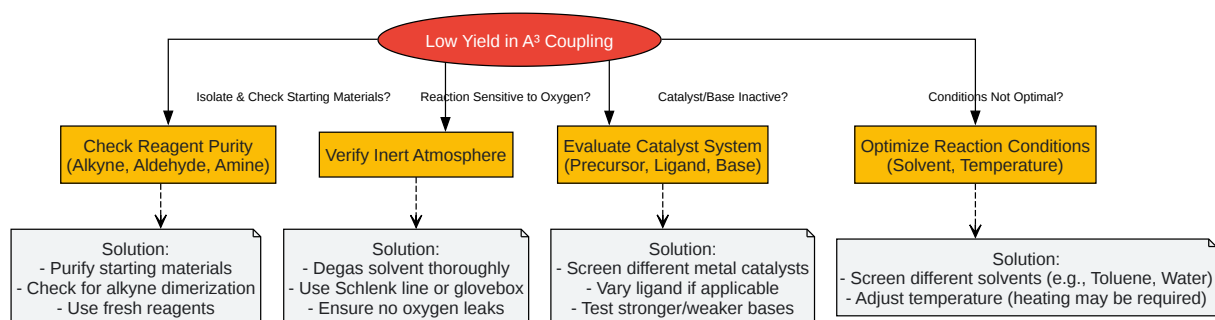 Low Yield in A³ Coupling
Isolate & Check Starting Materials?
Reaction Sensitive to Oxygen?
Catalyst/Base Inactive?
Conditions Not Optimal?
Check Reagent Purity
(Alkyne, Aldehyde, Amine)
Verify Inert Atmosphere
Evaluate Catalyst System
(Precursor, Ligand, Base)
Optimize Reaction Conditions
(Solvent, Temperature)
Solution:
- Purify starting materials
- Check for alkyne dimerization
- Use fresh reagents
Solution:
- Degas solvent thoroughly
- Use Schlenk line or glovebox
- Ensure no oxygen leaks
Solution:
- Screen different metal catalysts
- Vary ligand if applicable
- Test stronger/weaker bases
Solution:
- Screen different solvents (e.g., Toluene, Water)
- Adjust temperature (heating may be required)